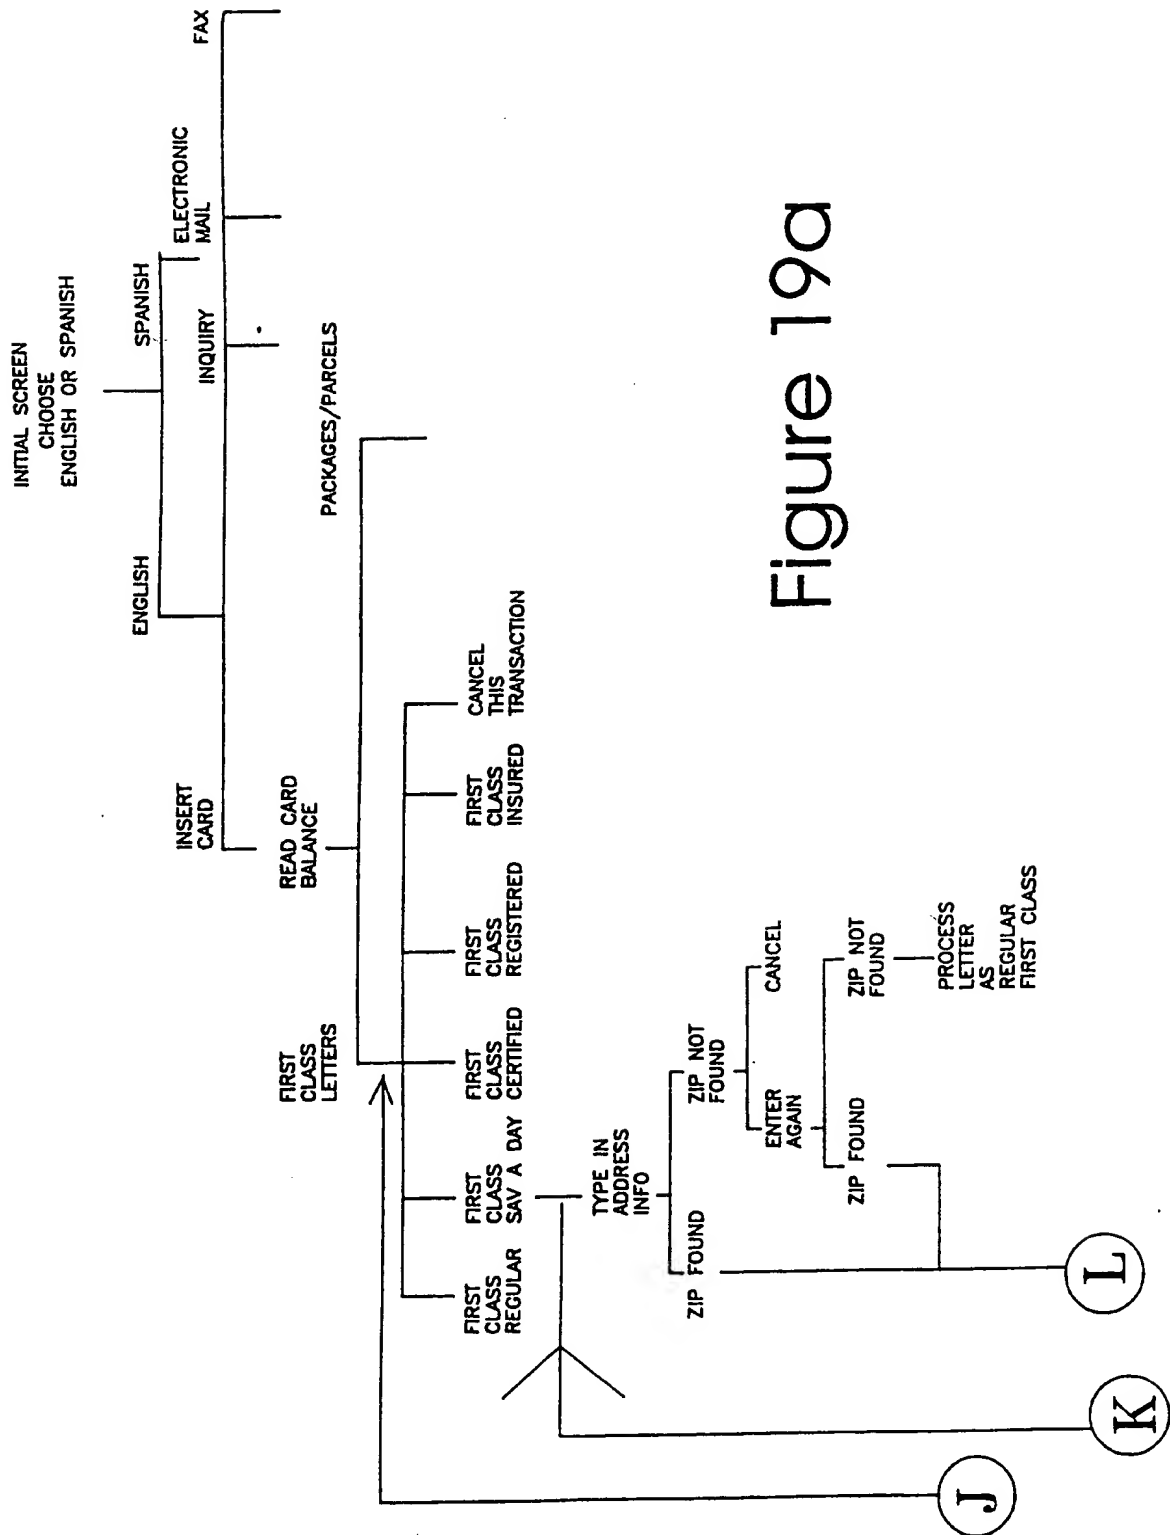 INITIAL SCREEN
CHOOSE
ENGLISH OR SPANISH
ENGLISH
SPANISH
INSERT
CARD
INQUIRY
ELECTRONIC
MAIL
FAX
READ CARD
BALANCE
FIRST
CLASS
LETTERS
PACKAGES/PARCELS
FIRST
CLASS
REGULAR
FIRST
CLASS
SAV A DAY
FIRST
CLASS
CERTIFIED
FIRST
CLASS
REGISTERED
FIRST
CLASS
INSURED
CANCEL
THIS
TRANSACTION
TYPE IN
ADDRESS
INFO
ZIP FOUND
ZIP NOT
FOUND
ENTER
AGAIN
CANCEL
ZIP FOUND
ZIP NOT
FOUND
PROCESS
LETTER
AS
REGULAR
FIRST CLASS
J
K
L
Figure 19a